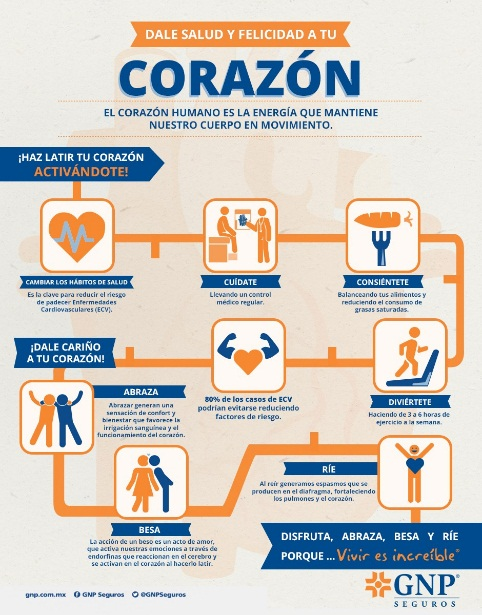 DALE SALUD Y FELICIDAD A TU
CORAZÓN
EL CORAZÓN HUMANO ES LA ENERGÍA QUE MANTIENE
NUESTRO CUERPO EN MOVIMIENTO.
¡HAZ LATIR TU CORAZÓN
ACTIVÁNDOTE!
CAMBIAR LOS HÁBITOS DE SALUD
Es la clave para reducir el riesgo
de padecer Enfermedades
Cardiovasculares (ECV).
CUÍDATE
Llevando un control
médico regular.
CONSIÉNTETE
Balanceando tus alimentos y
reduciendo el consumo de
grasas saturadas.
DIVIÉRTETE
Haciendo de 3 a 6 horas de
ejercicio a la semana.
80% de los casos de ECV
podrían evitarse reduciendo
factores de riesgo.
¡DALE CARIÑO
A TU CORAZÓN!
ABRAZA
Abrazar generan una
sensación de confort y
bienestar que favorece la
irrigación sanguínea y el
funcionamiento del corazón.
BESA
La acción de un beso es un acto de amor,
que activa nuestras emociones a través de
endorfinas que reaccionan en el cerebro y
se activan en el corazón al hacerlo latir.
RÍE
Al reír generamos espasmos que se
producen en el diafragma, fortaleciendo
los pulmones y el corazón.
DISFRUTA, ABRAZA, BESA Y RÍE
PORQUE ... Vivir es increíble®
gnp.com.mx GNP Seguros @GNPSeguros
GNP®
SEGUROS